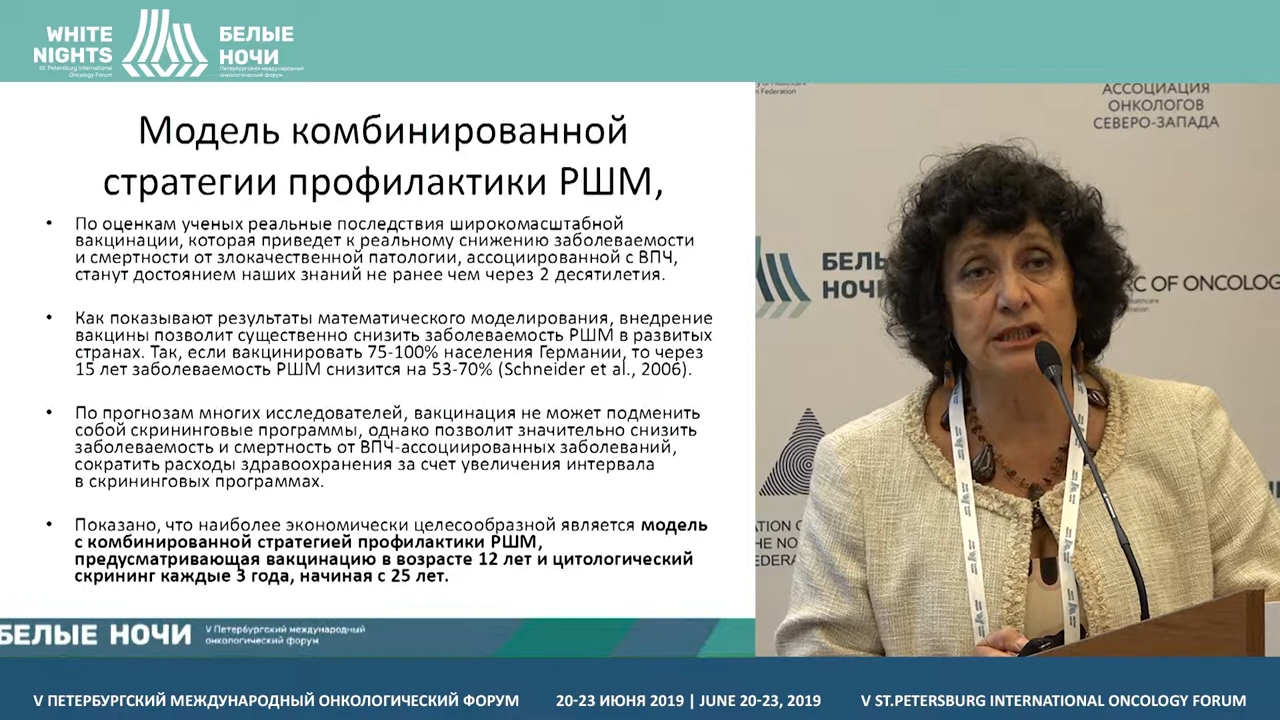 WHITE
NIGHTS
St. Petersburg International
Oncology Forum
БЕЛЫЕ
НОЧИ
Петербургский международный
онкологический форум
Модель комбинированной
стратегии профилактики РШМ,
• По оценкам ученых реальные последствия широкомасштабной
вакцинации, которая приведет к реальному снижению заболеваемости
и смертности от злокачественной патологии, ассоциированной с ВПЧ,
станут достоянием наших знаний не ранее чем через 2 десятилетия.
• Как показывают результаты математического моделирования, внедрение
вакцины позволит существенно снизить заболеваемость РШМ в развитых
странах. Так, если вакцинировать 75-100% населения Германии, то через
15 лет заболеваемость РШМ снизится на 53-70% (Schneider et al., 2006).
• По прогнозам многих исследователей, вакцинация не может подменить
собой скрининговые программы, однако позволит значительно снизить
заболеваемость и смертность от ВПЧ-ассоциированных заболеваний,
сократить расходы здравоохранения за счет увеличения интервала
в скрининговых программах.
• Показано, что наиболее экономически целесообразной является модель
с комбинированной стратегией профилактики РШМ,
предусматривающая вакцинацию в возрасте 12 лет и цитологический
скрининг каждые 3 года, начиная с 25 лет.
БЕЛЫЕ НОЧИ
V Петербургский международный
онкологический форум
n Federation
АССОЦИАЦИЯ
ОНКОЛОГОВ
СЕВЕРО-ЗАПАДА
БЕЛЫ
НОЧИ
RC OF ONCOLOG
ATION O
HE NO
EDERA
V ПЕТЕРБУРГСКИЙ МЕЖДУНАРОДНЫЙ ОНКОЛОГИЧЕСКИЙ ФОРУМ
20-23 ИЮНЯ 2019 | JUNE 20-23, 2019
V ST.PETERSBURG INTERNATIONAL ONCOLOGY FORUM